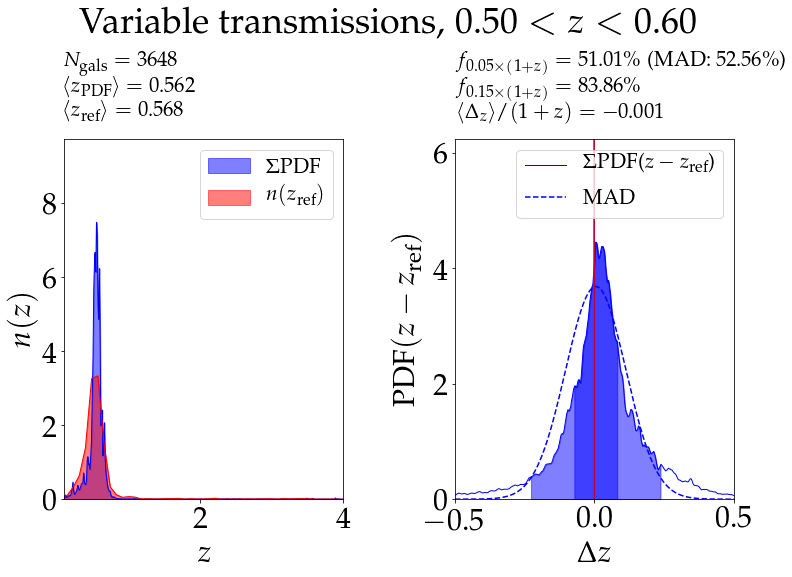 Variable transmissions, 0.50 < z < 0.60
N_gals = 3648
⟨z_PDF⟩ = 0.562
⟨z_ref⟩ = 0.568
f_0.05×(1+z) = 51.01% (MAD: 52.56%)
f_0.15×(1+z) = 83.86%
⟨Δ_z⟩/(1 + z) = −0.001
ΣPDF
n(z_ref)
n(z)
8
6
4
2
0
2
4
z
ΣPDF(z − z_ref)
MAD
PDF(z − z_ref)
6
4
2
0
−0.5
0.0
0.5
Δz